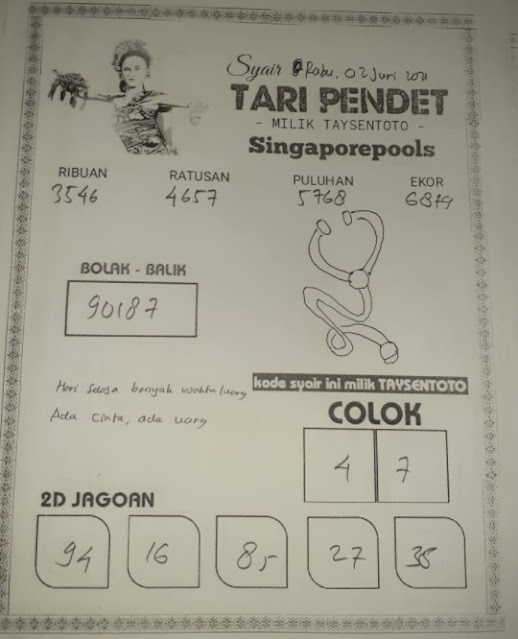 Syair Rabu, 02 Juni 2021
TARI PENDET
- MILIK TAYSENTOTO -
Singaporepools
RIBUAN RATUSAN PULUHAN EKOR
3546 4657 5768 6879
BOLAK - BALIK
90187
Hari Selasa banyak waktu luang
Ada Cinta, ada uang
kode syair ini milik TAYSENTOTO
COLOK
4 7
2D JAGOAN
94 16 85 27 38